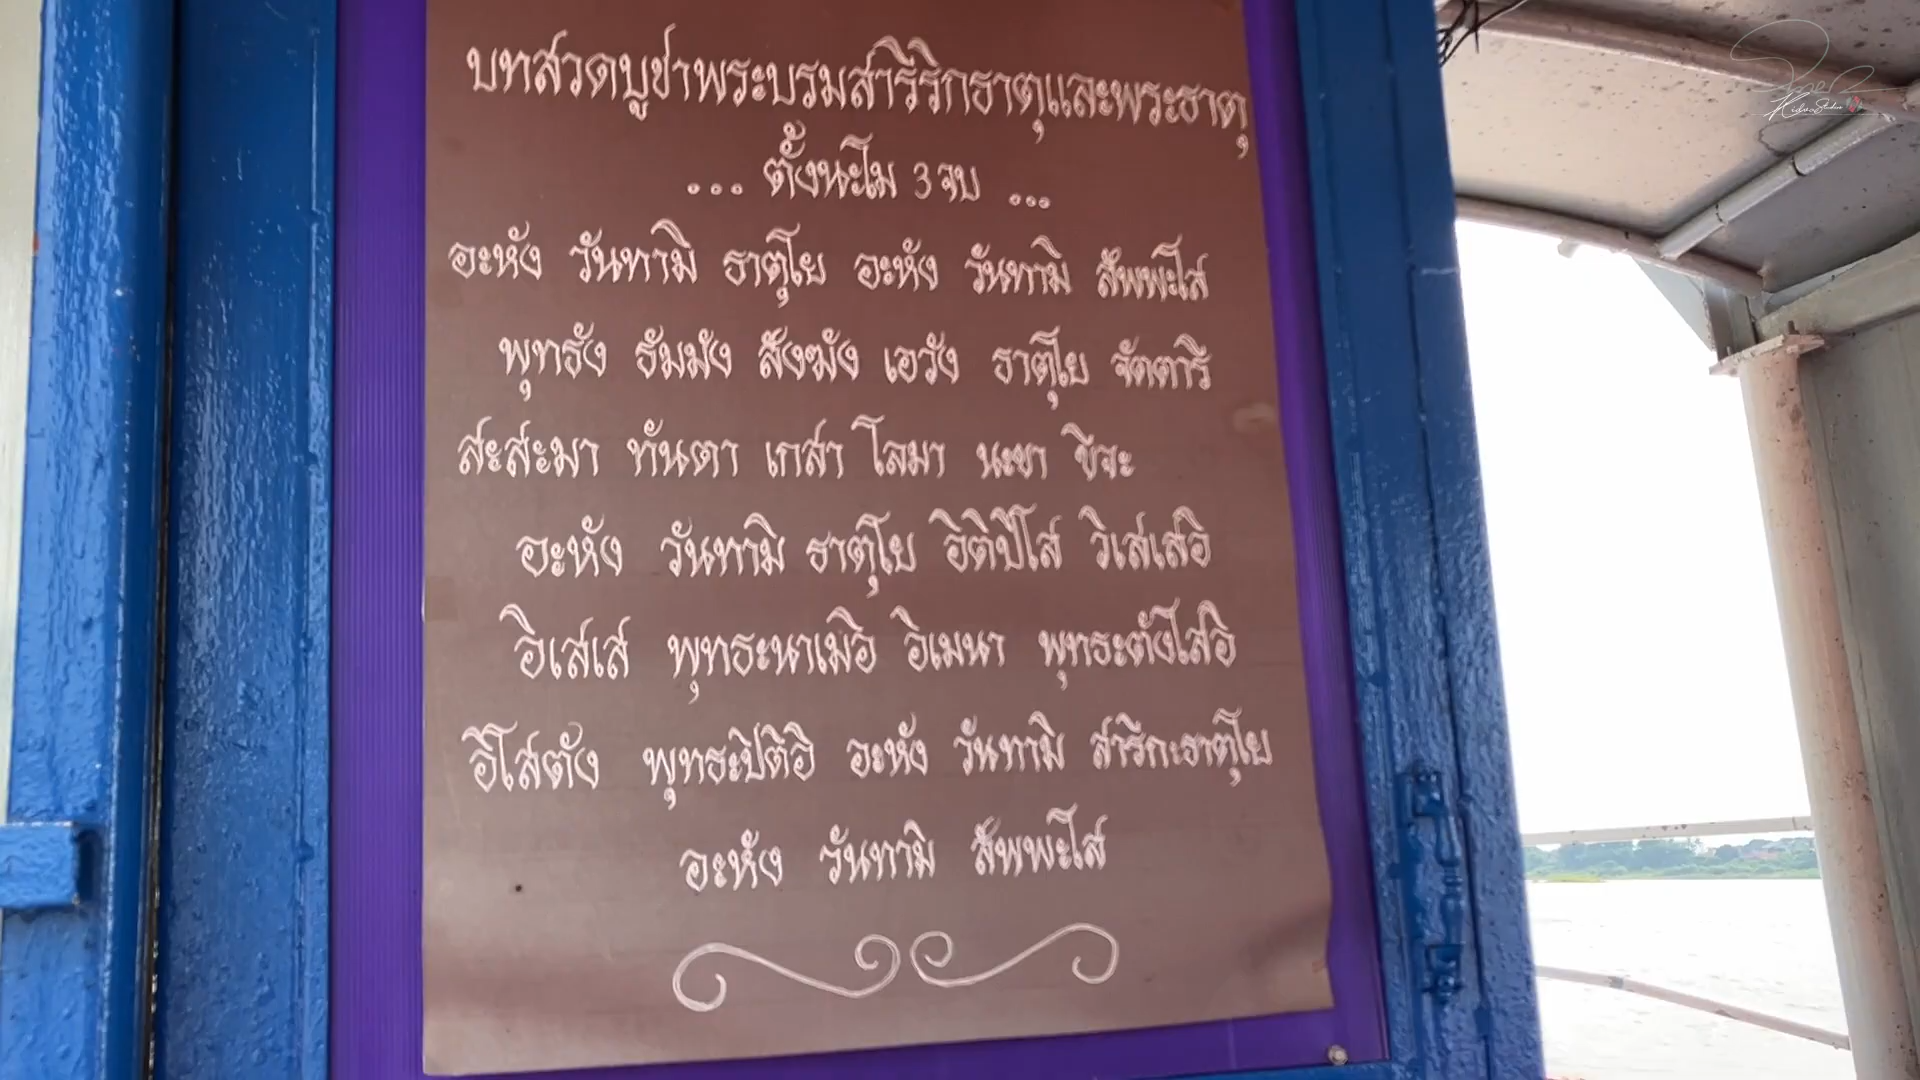 บทสวดบูชาพระบรมสารีริกธาตุและพระธาตุ
... ตั้งนะโม 3 จบ ...
อะหัง วันทามิ ธาตุโย อะหัง วันทามิ สัพพะโส
พุทธัง ธัมมัง สังฆัง เอวัง ธาตุโย จัตตารี
สะสะมา ทันตา เกสา โลมา นะขา
อะหัง วันทามิ ธาตุโย อิติปิโส วิเสเสอิ
อิเสเส พุทธะนาเมอิ อิเมนา พุทธะตังโสอิ
อิโสตัง พุทธะปิติอิ อะหัง วันทามิ สาริกะธาตุโย
อะหัง วันทามิ สัพพะโส